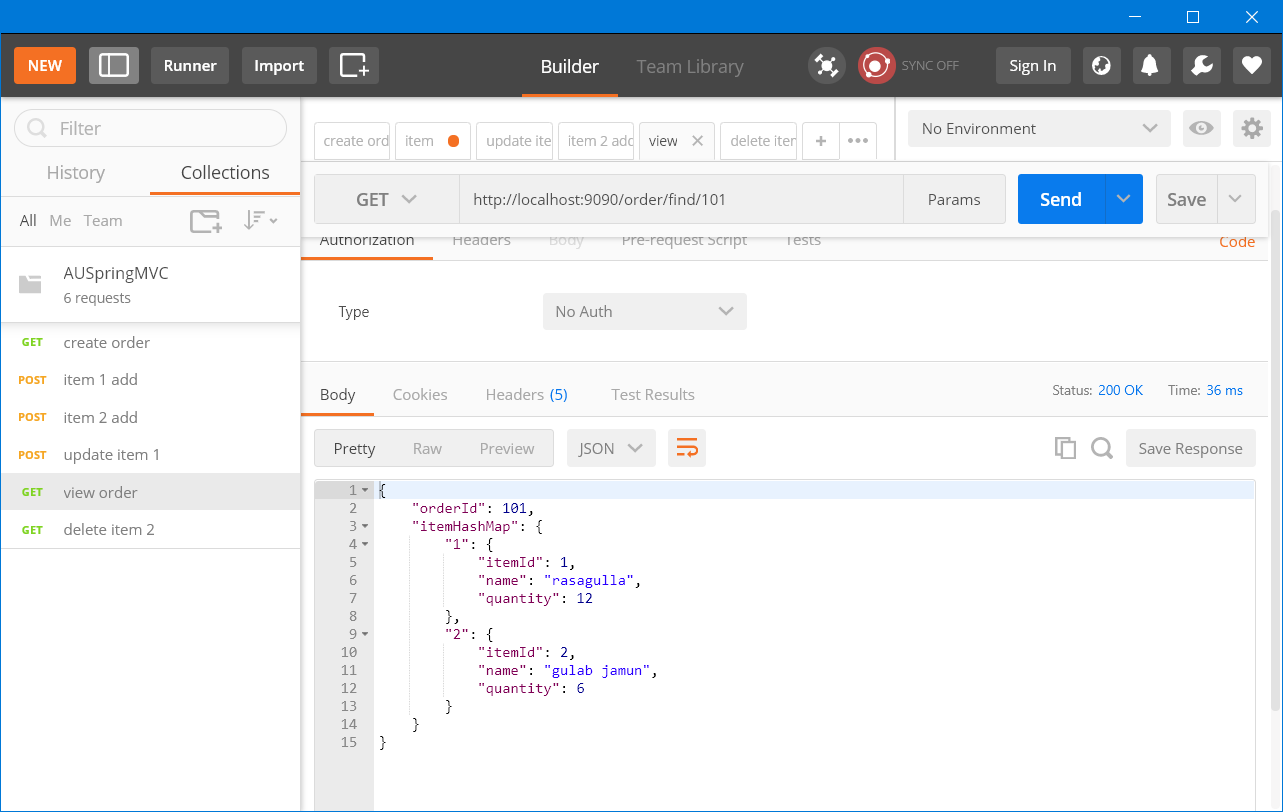 NEW Runner Import Builder Team Library SYNC OFF Sign In
Filter
History Collections
All Me Team
AUSpringMVC
6 requests
GET create order
POST item 1 add
POST item 2 add
POST update item 1
GET view order
GET delete item 2
create ord item update ite item 2 add view delete iter + •••
No Environment
GET http://localhost:9090/order/find/101 Params Send Save
Authorization Headers Body Pre-request Script Tests Code
Type No Auth
Body Cookies Headers (5) Test Results Status: 200 OK Time: 36 ms
Pretty Raw Preview JSON Save Response
1 {
2 "orderId": 101,
3 "itemHashMap": {
4 "1": {
5 "itemId": 1,
6 "name": "rasagulla",
7 "quantity": 12
8 },
9 "2": {
10 "itemId": 2,
11 "name": "gulab jamun",
12 "quantity": 6
13 }
14 }
15 }